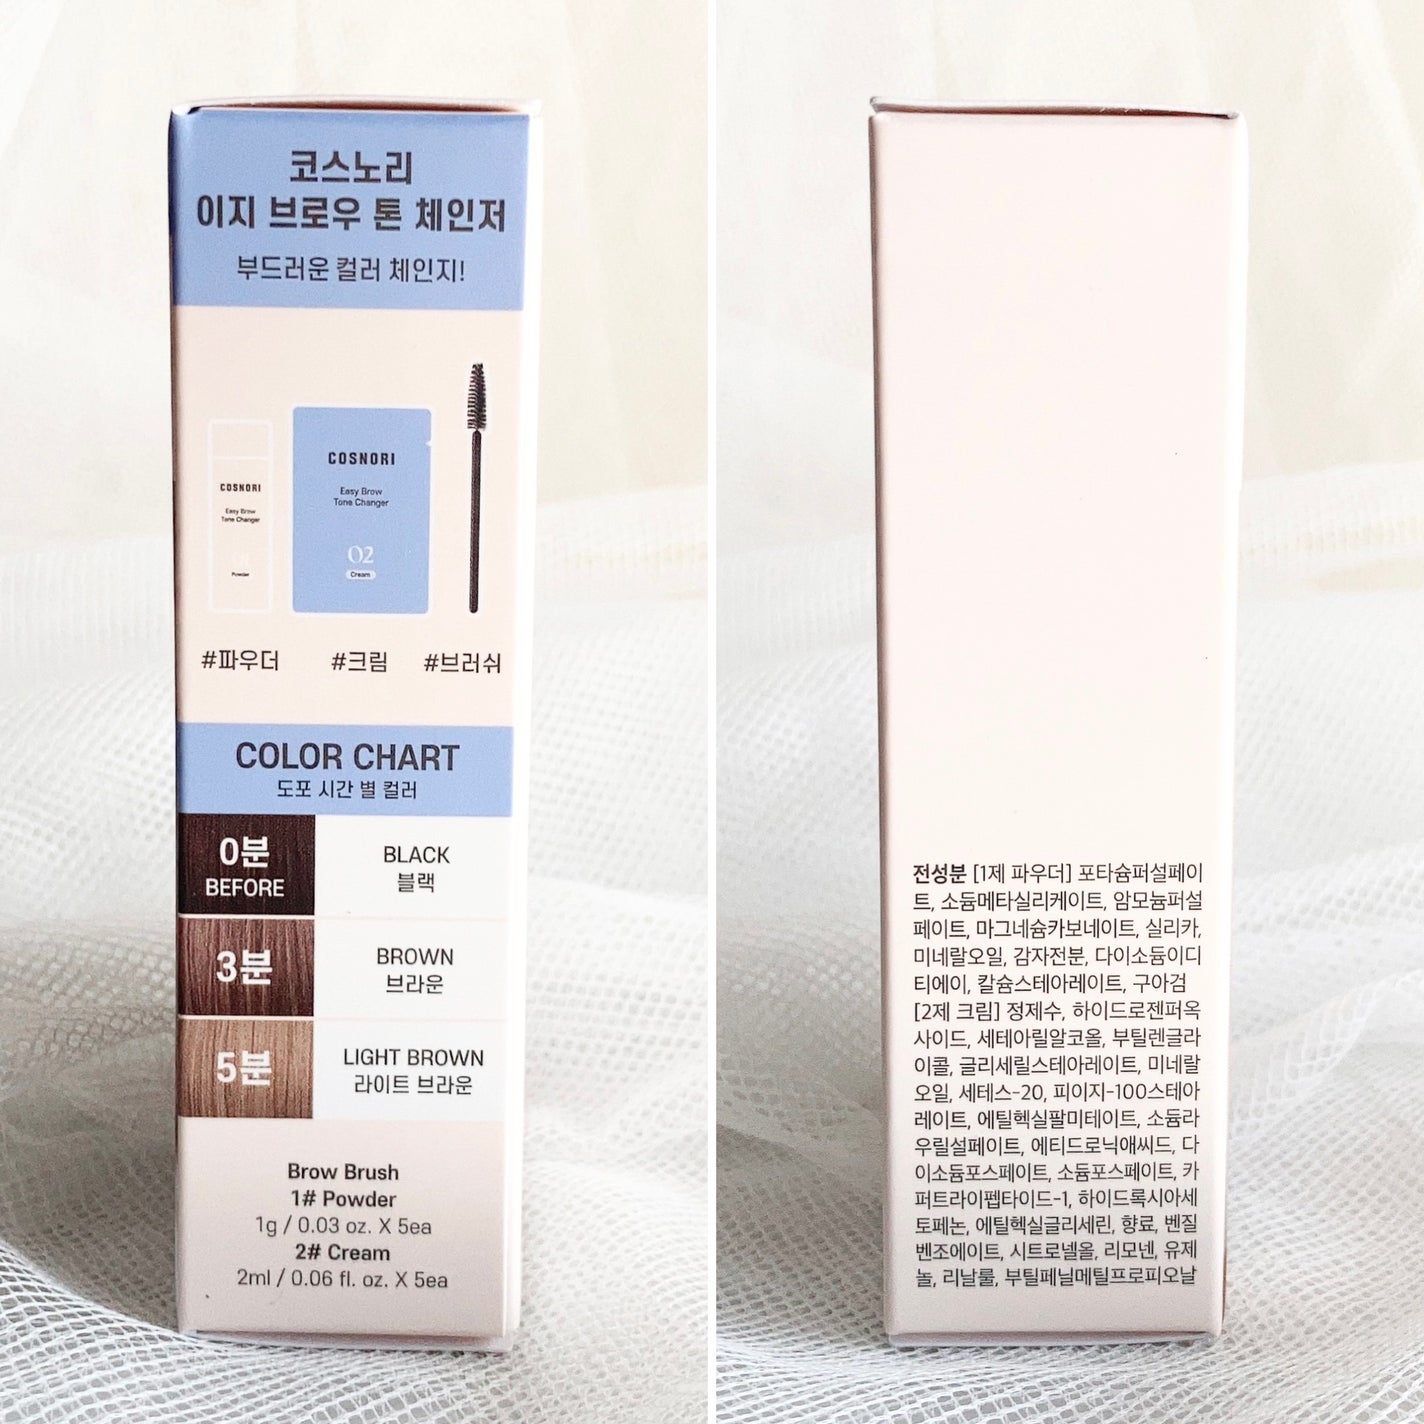 코스노리
이지 브로우 톤 체인저
부드러운 컬러 체인지!
COSNORI
Easy Brow
Tone Changer
Powder
COSNORI
Easy Brow
Tone Changer
02
Cream
#파우더 #크림 #브러쉬
COLOR CHART
도포 시간 별 컬러
0분
BEFORE
BLACK
블랙
3분
BROWN
브라운
5분
LIGHT BROWN
라이트 브라운
Brow Brush
1# Powder
1g / 0.03 oz. X 5ea
2# Cream
2ml / 0.06 fl. oz. X 5ea
전성분 [1제 파우더] 포타슘퍼설페이
트, 소듐메타실리케이트, 암모늄퍼설
페이트, 마그네슘카보네이트, 실리카,
미네랄오일, 감자전분, 다이소듐이디
티에이, 칼슘스테아레이트, 구아검
[2제 크림] 정제수, 하이드로젠퍼옥
사이드, 세테아릴알코올, 부틸렌글라
이콜, 글리세릴스테아레이트, 미네랄
오일, 세테스-20, 피이지-100스테아
레이트, 에틸헥실팔미테이트, 소듐라
우릴설페이트, 에티드로닉애씨드, 다
이소듐포스페이트, 소듐포스페이트, 카
퍼트라이펩타이드-1, 하이드록시아세
토페논, 에틸헥실글리세린, 향료, 벤질
벤조에이트, 시트로넬올, 리모넨, 유제
놀, 리날룰, 부틸페닐메틸프로피오날